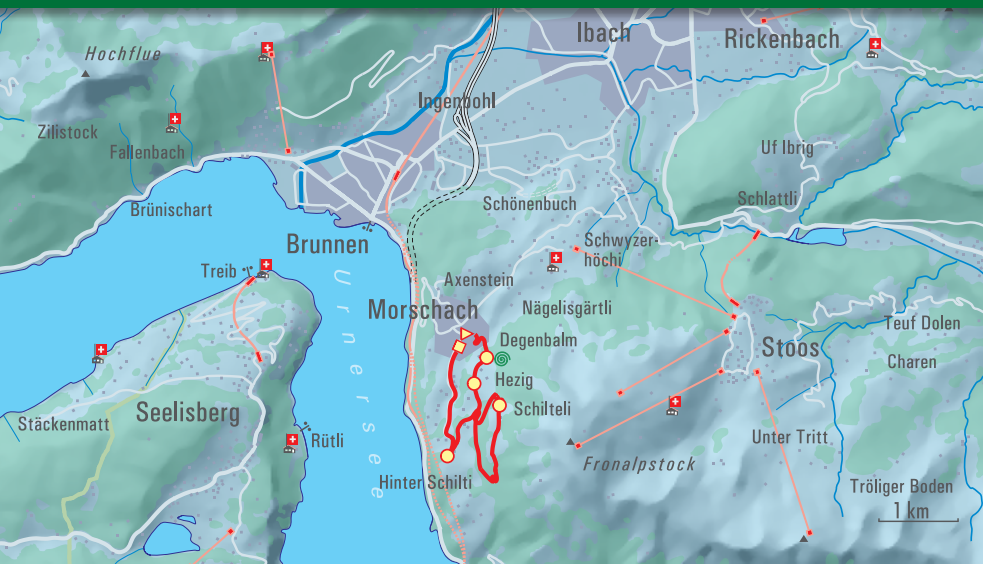 Ibach
Rickenbach
Hochflue
Ingenbohl
Zilistock
Fallenbach
Uf Ibrig
Schlattli
Schönenbuch
Brünischart
Brunnen
Schwyzer-
höchi
Treib
Axenstein
Urnersee
Morschach
Nägelisgärtli
Degenbalm
Teuf Dolen
Stoos
Charen
Hezig
Schilteli
Seelisberg
Stäckenmatt
Rütli
Unter Tritt
Fronalpstock
Hinter Schilti
Tröliger Boden
1 km